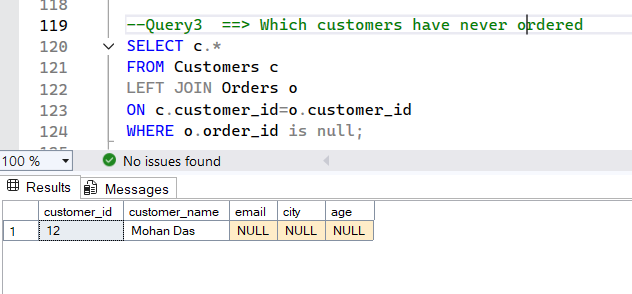 118
119 --Query3  ==> Which customers have never ordered
120 SELECT c.*
121 FROM Customers c
122 LEFT JOIN Orders o
123 ON c.customer_id=o.customer_id
124 WHERE o.order_id is null;
100 % No issues found
Results Messages
customer_id customer_name email city age
1 12 Mohan Das NULL NULL NULL